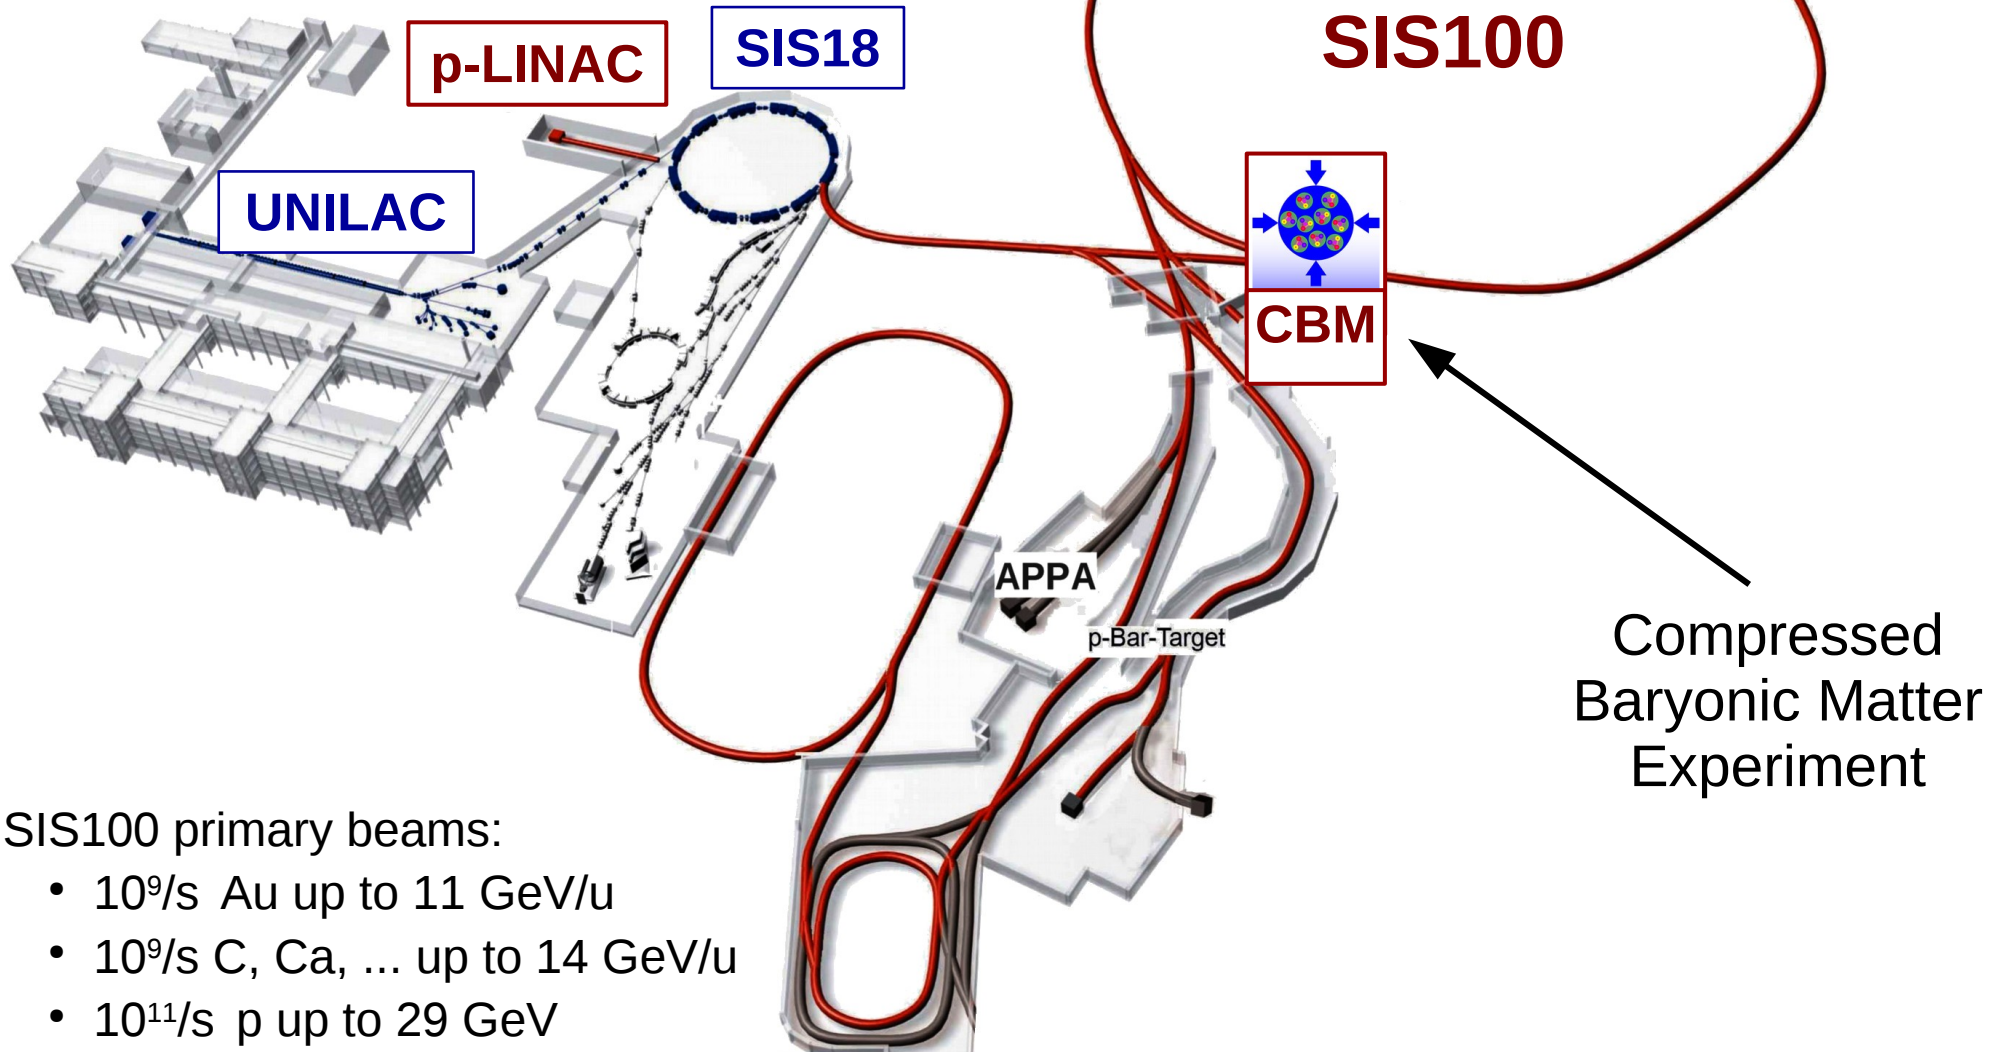 SIS100
p-LINAC
SIS18
UNILAC
CBM
APPA
p-Bar-Target
Compressed
Baryonic Matter
Experiment
SIS100 primary beams:
• 10⁹/s Au up to 11 GeV/u
• 10⁹/s C, Ca, ... up to 14 GeV/u
• 10¹¹/s p up to 29 GeV